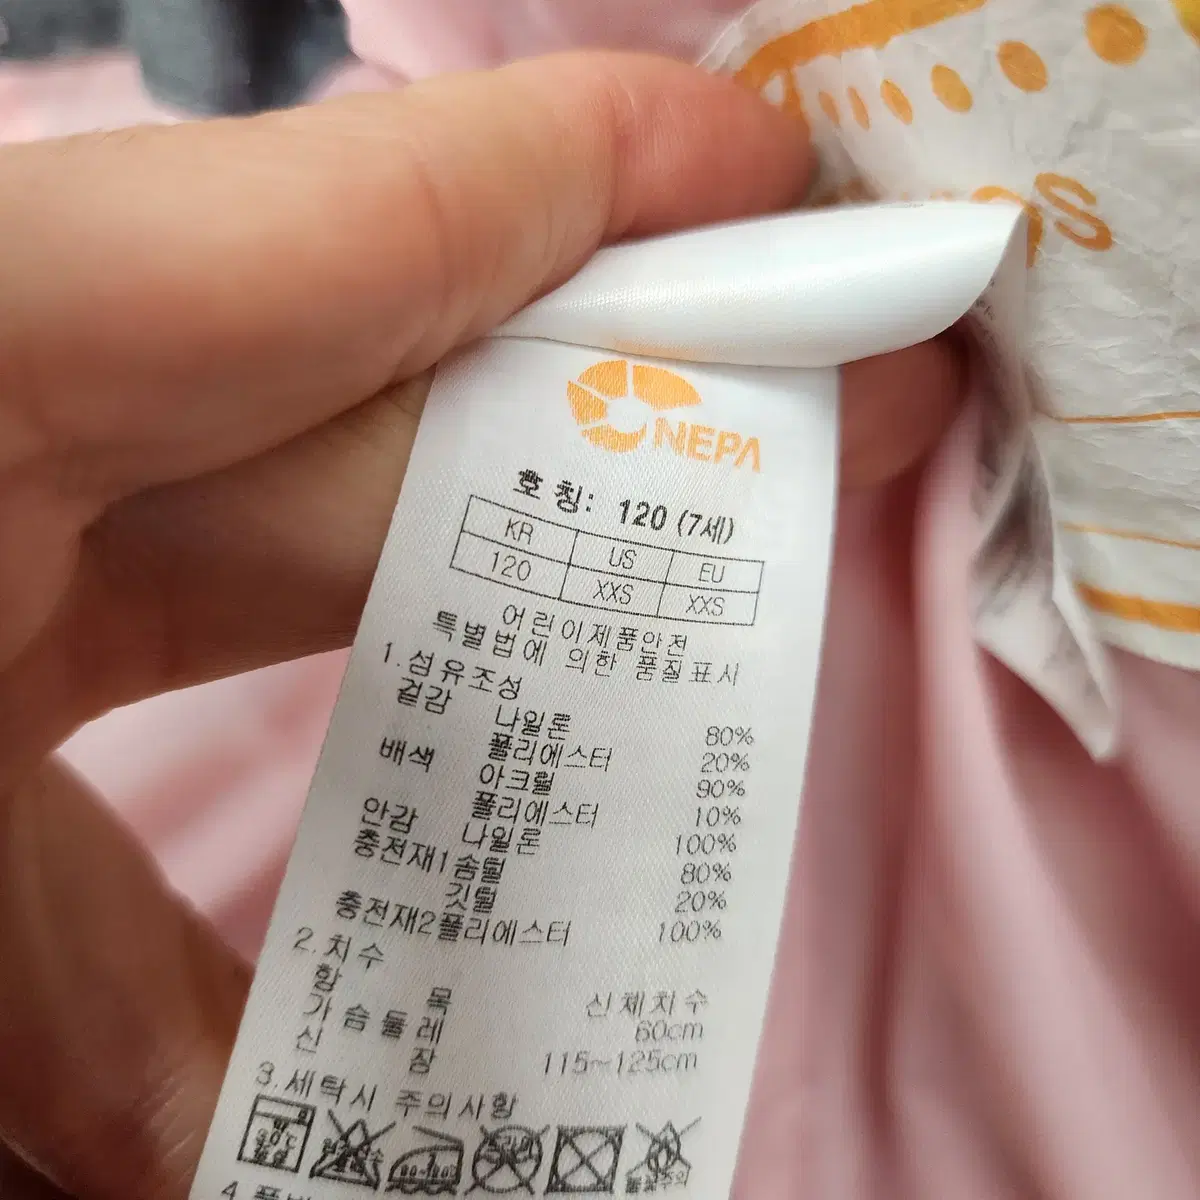 NEPA
호 칭: 120 (7세)
KR US EU
120 XXS XXS
어린이제품안전
특별법에 의한 품질표시
1.섬유조성
겉감 나일론 80%
폴리에스터 20%
배색 아크릴 90%
폴리에스터 10%
안감 나일론 100%
충전재1 솜털 80%
깃털 20%
충전재2 폴리에스터 100%
2.치수
항 목 신체치수
가슴둘레 60cm
신 장 115~125cm
3.세탁시 주의사항